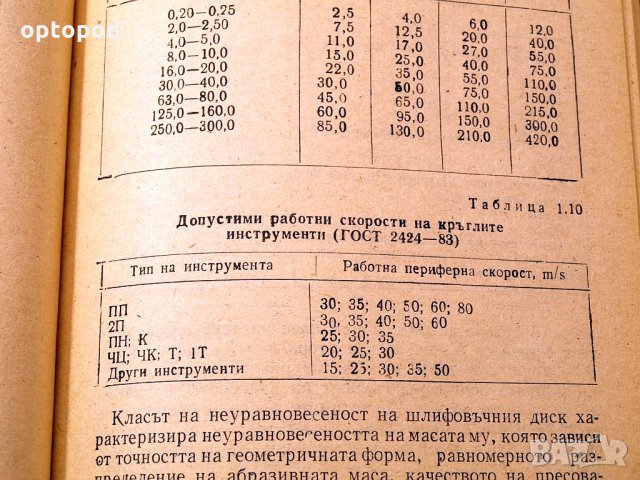 optopod
0,20—0,25 2,5 4,0 6,0 12,0
2,0—2,50 7,5 12,5 20,0 40,0
4,0—5,0 11,0 17,0 27,0 55,0
8,0—10,0 15,0 25,0 40,0 75,0
16,0—20,0 22,0 35,0 55,0 110,0
30,0—40,0 30,0 50,0 75,0 150,0
63,0—80,0 45,0 65,0 110,0 215,0
125,0—160,0 60,0 95,0 150,0 300,0
250,0—300,0 85,0 130,0 210,0 420,0
Таблица 1.10
Допустими работни скорости на кръглите
инструменти (ГОСТ 2424—83)
Тип на инструмента Работна периферна скорост, m/s
ПП 30; 35; 40; 50; 60; 80
2П 30, 35; 40; 50; 60
ПН; К 25; 30; 35
ЧЦ; ЧК; Т; 1Т 20; 25; 30
Други инструменти 15; 25; 30; 35; 50
Класът на неуравновесеност на шлифовъчния диск ха-
рактеризира неуравновесеността на масата му, която зависи
от точността на геометричната форма, равномерното раз-
пределение на абразивната маса, качеството на пресова-
BAZAR